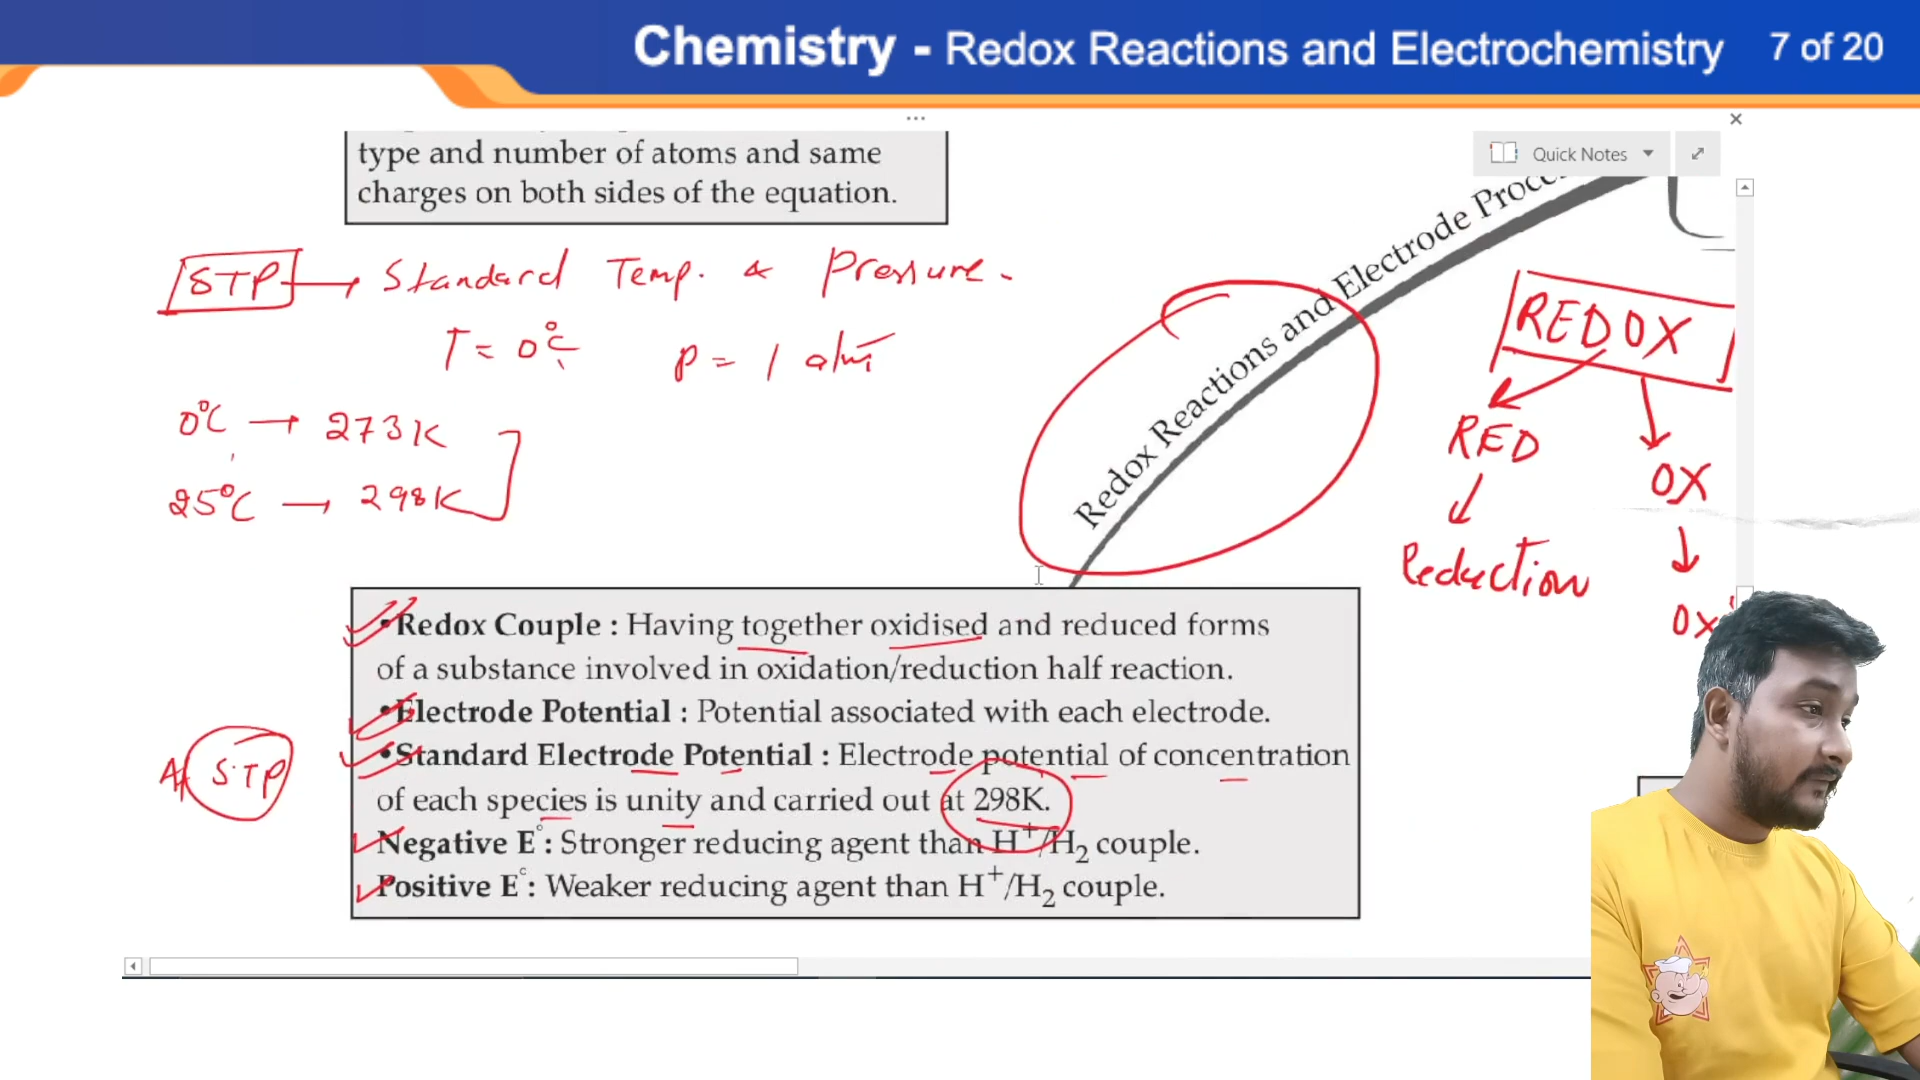 Chemistry - Redox Reactions and Electrochemistry 7 of 20
type and number of atoms and same
charges on both sides of the equation.
Quick Notes
Redox Reactions and Electrode
STP → Standard Temp. & Pressure.
T = 0°C P = 1 atm
0°C → 273K
25°C → 298K
REDOX
RED
OX
Reduction
OX
• Redox Couple : Having together oxidised and reduced forms
of a substance involved in oxidation/reduction half reaction.
• Electrode Potential : Potential associated with each electrode.
• Standard Electrode Potential : Electrode potential of concentration
of each species is unity and carried out at 298K.
STP
Negative E°: Stronger reducing agent than H⁺/H₂ couple.
Positive E°: Weaker reducing agent than H⁺/H₂ couple.